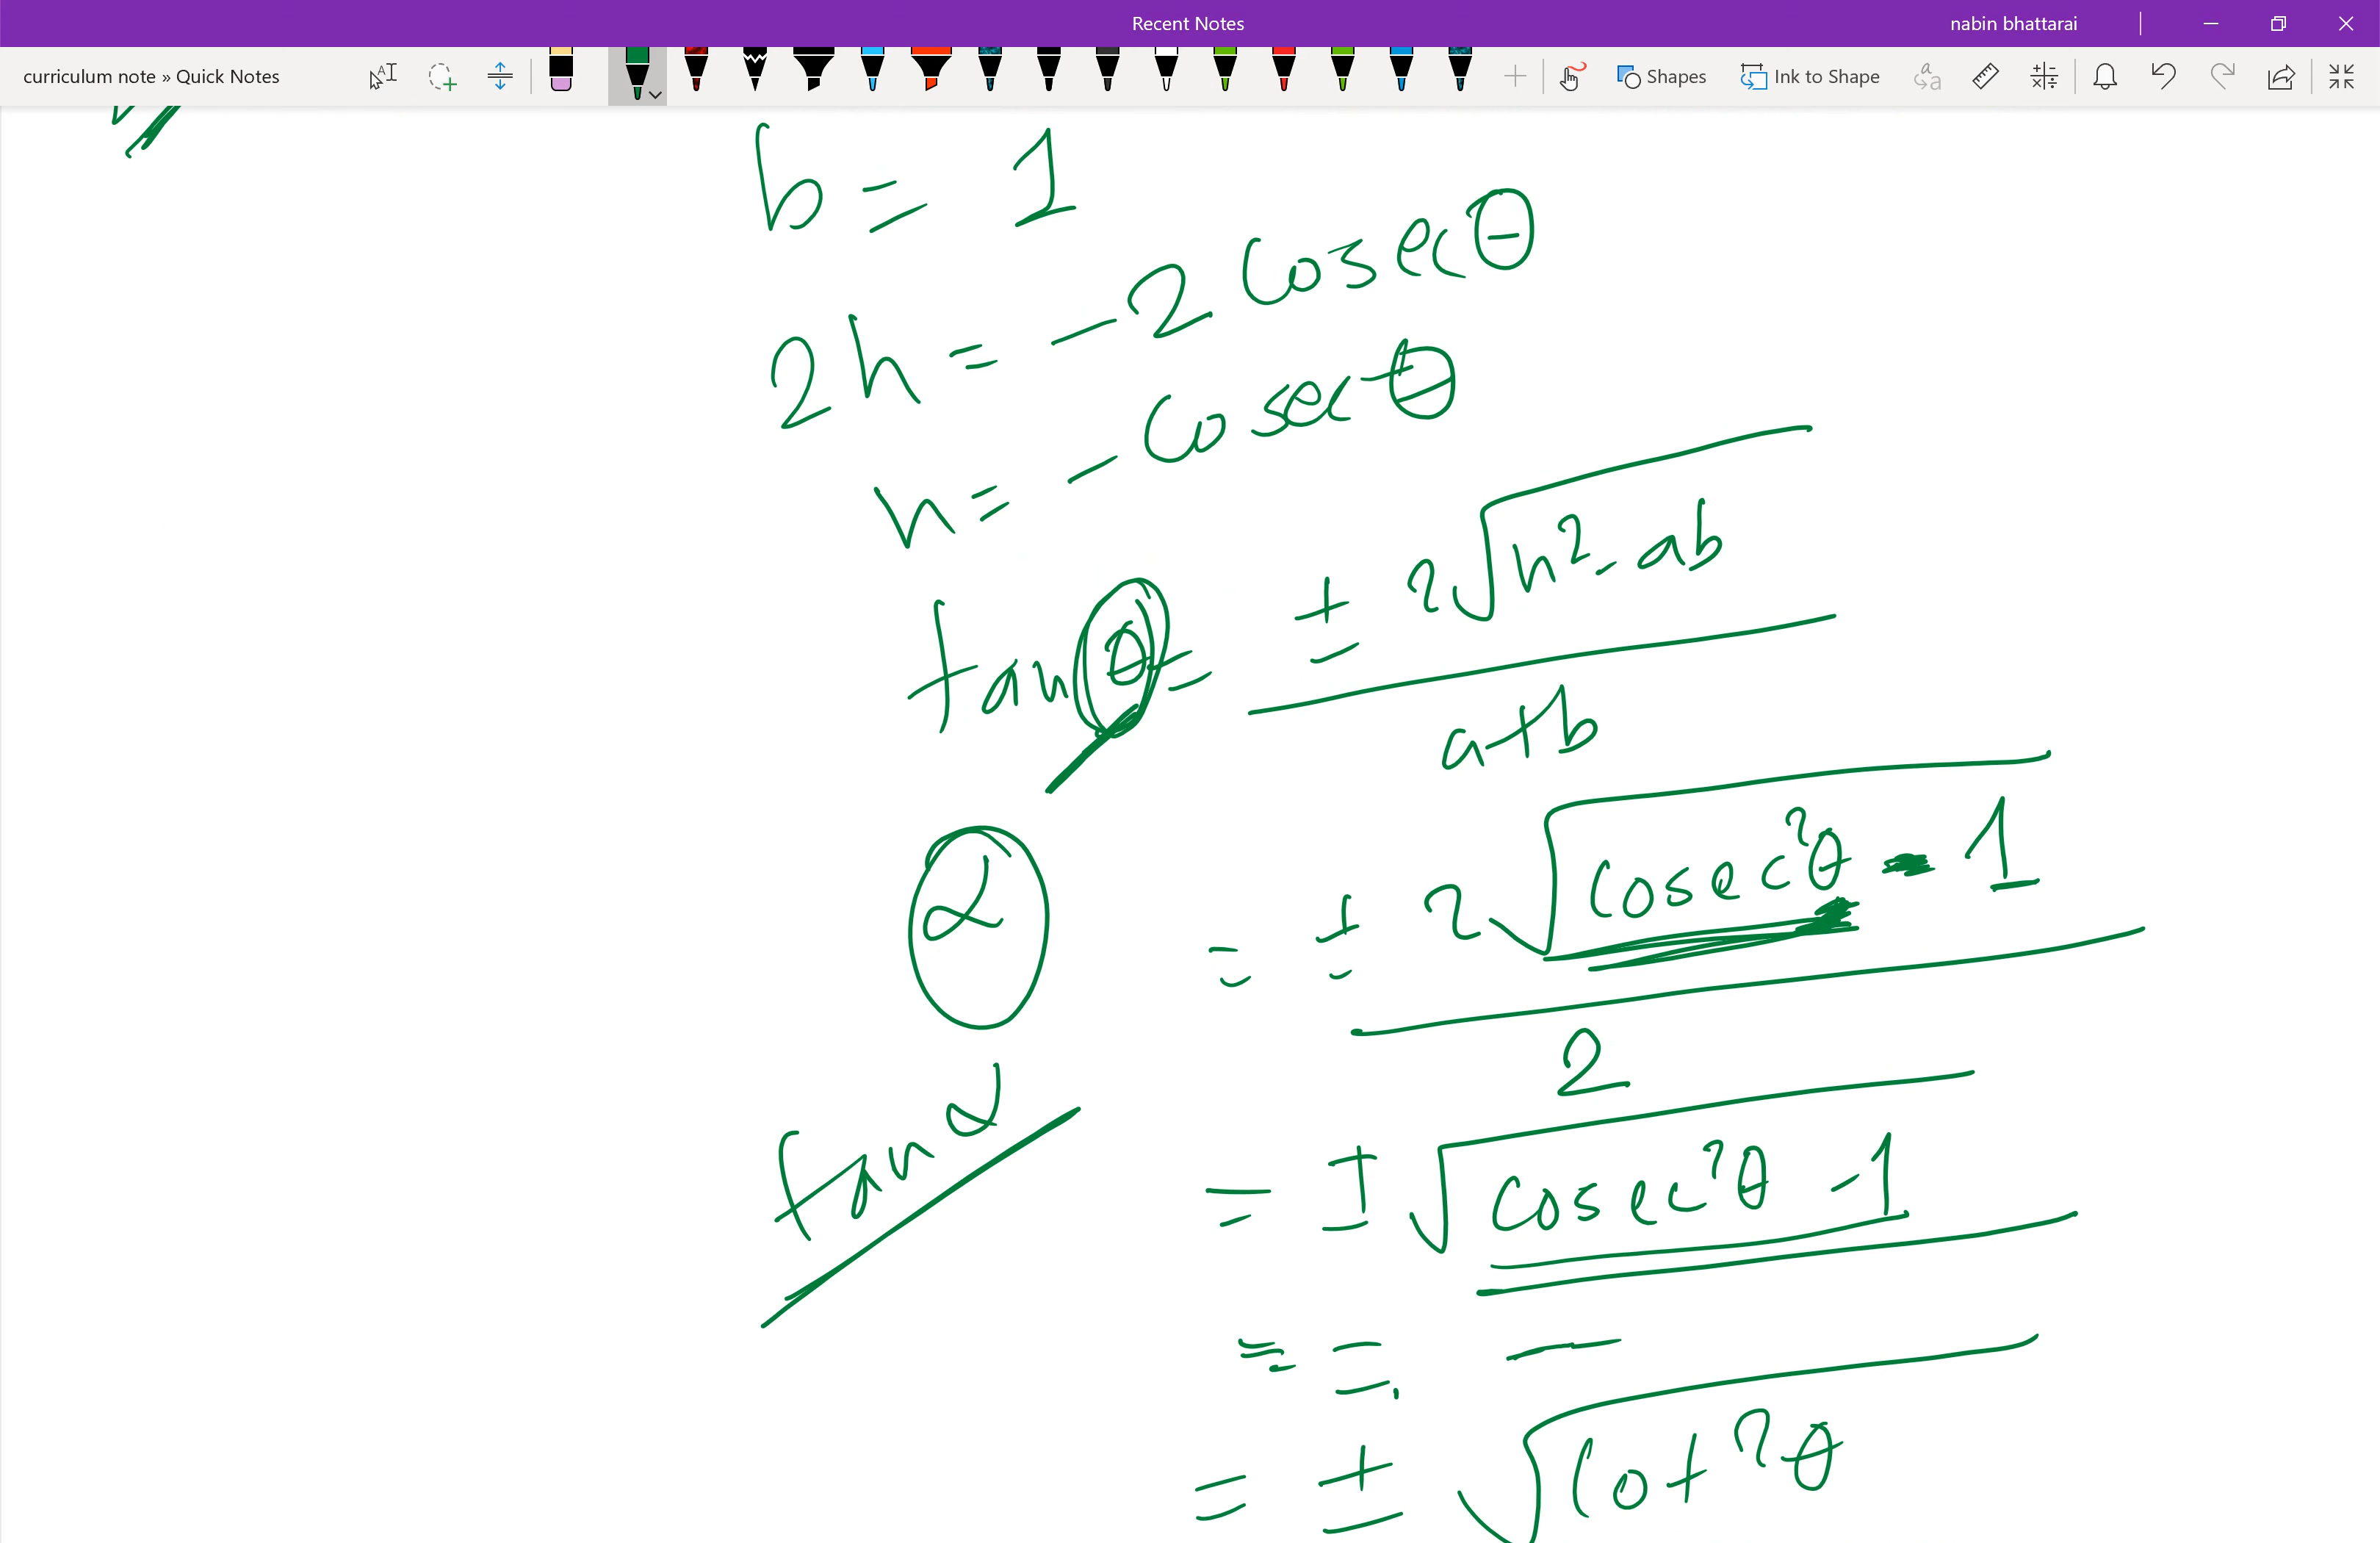 Recent Notes
nabin bhattarai
curriculum note » Quick Notes
Shapes
Ink to Shape
b = 1
2h = -2 Cosecθ
h = - Cosecθ
tanθ = ± 2√h²-ab / a+b
α
= ± 2√Cosec²θ - 1 / 2
tanα
= ± √Cosec²θ -1
= ± √Cot²θ